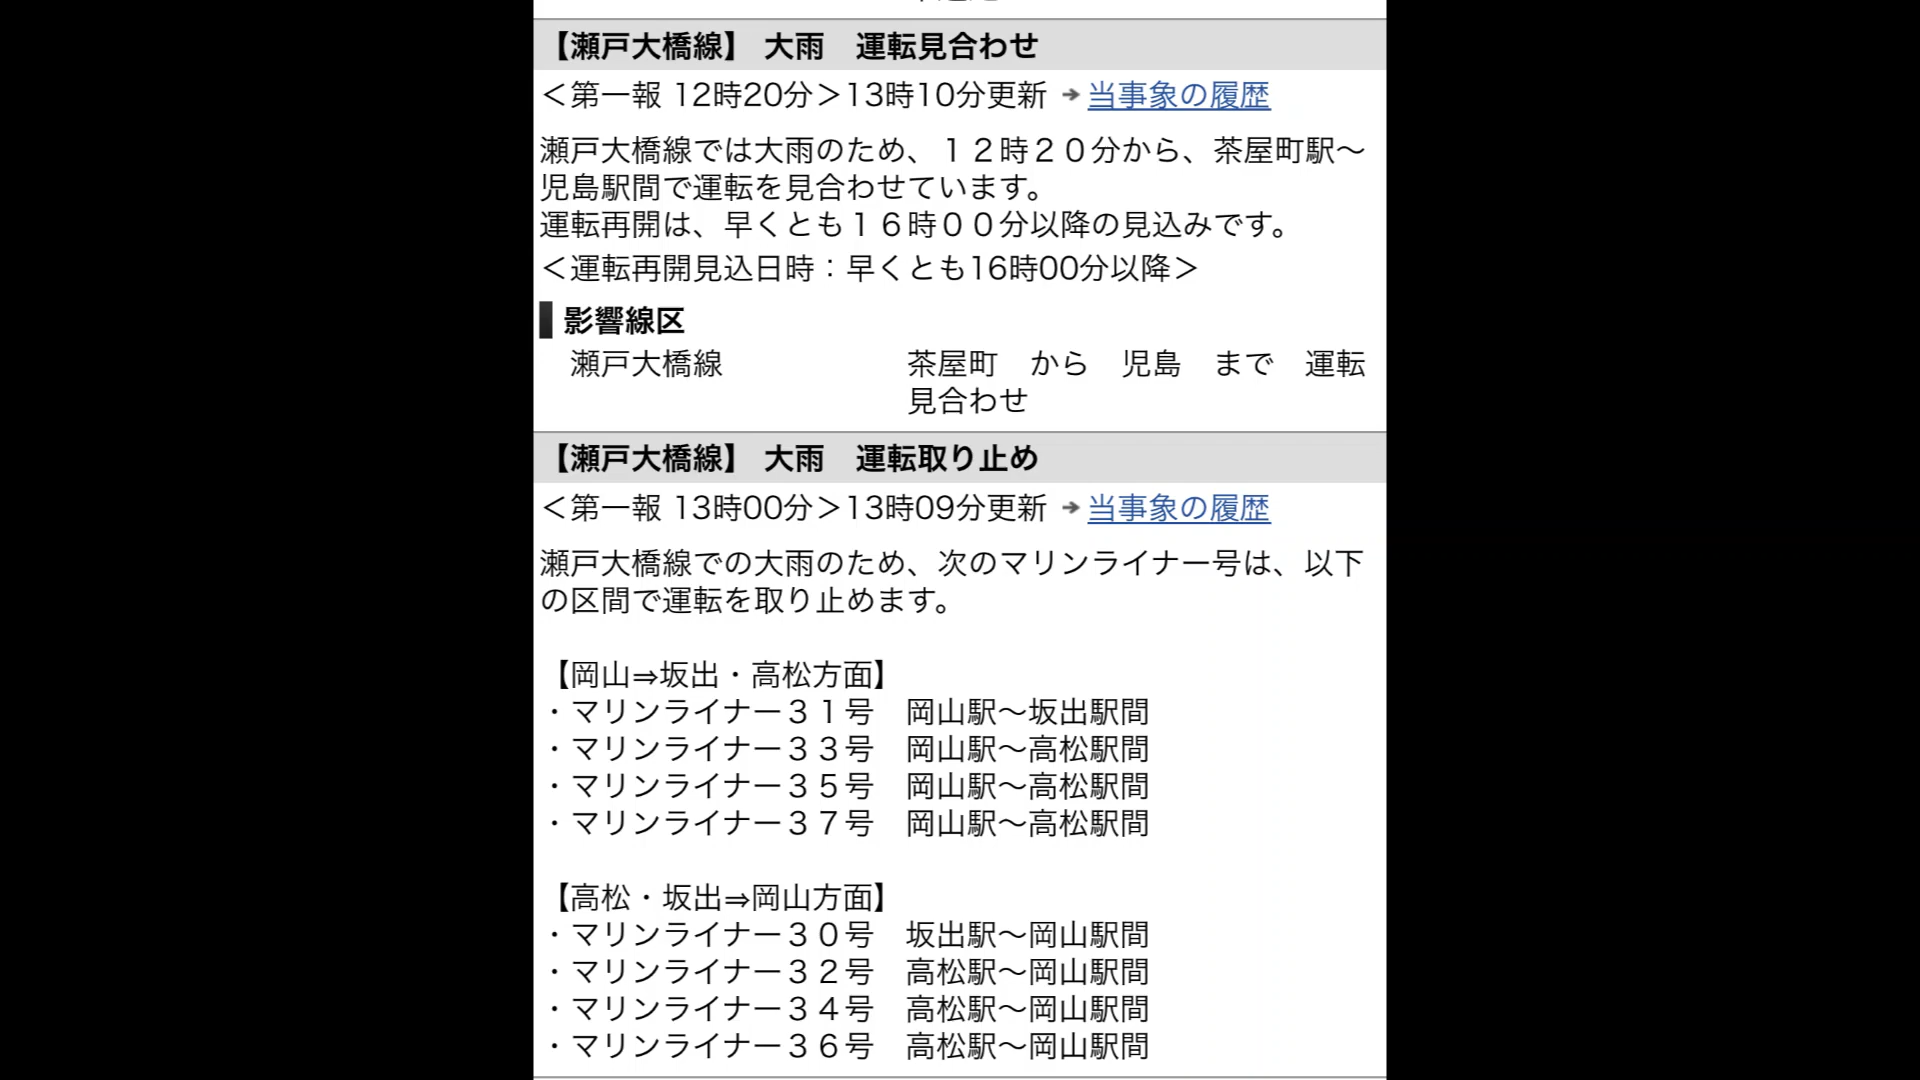 【瀬戸大橋線】 大雨　運転見合わせ
＜第一報 12時20分＞13時10分更新 → 当事象の履歴
瀬戸大橋線では大雨のため、１２時２０分から、茶屋町駅～
児島駅間で運転を見合わせています。
運転再開は、早くとも１６時００分以降の見込みです。
＜運転再開見込日時：早くとも16時00分以降＞
影響線区
瀬戸大橋線　茶屋町　から　児島　まで　運転
見合わせ
【瀬戸大橋線】 大雨　運転取り止め
＜第一報 13時00分＞13時09分更新 → 当事象の履歴
瀬戸大橋線での大雨のため、次のマリンライナー号は、以下
の区間で運転を取り止めます。
【岡山⇒坂出・高松方面】
・マリンライナー３１号　岡山駅～坂出駅間
・マリンライナー３３号　岡山駅～高松駅間
・マリンライナー３５号　岡山駅～高松駅間
・マリンライナー３７号　岡山駅～高松駅間
【高松・坂出⇒岡山方面】
・マリンライナー３０号　坂出駅～岡山駅間
・マリンライナー３２号　高松駅～岡山駅間
・マリンライナー３４号　高松駅～岡山駅間
・マリンライナー３６号　高松駅～岡山駅間